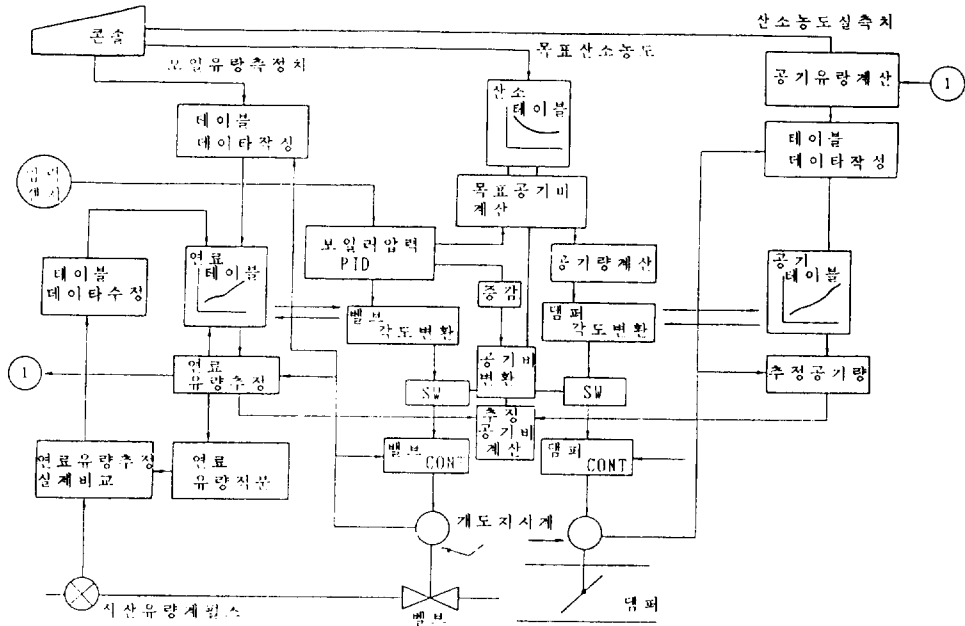 산소농도실측치
콘솔
목표산소농도
오일유량측정치
공기유량계산
1
산소
테이블
테이블
데이타작성
테이블
데이타작성
압력
센서
목표공기비
계산
보일러압력
PID
연료
테이블
공기량계산
공기
테이블
테이블
데이타수정
증감
벨브
각도변환
댐퍼
각도변환
1
연료
유량추정
공기비
변환
추정공기량
SW
SW
추정
공기비
계산
연료유량추정
실제비교
연료
유량적분
밸브
CONT
댐퍼
CONT
개도지시계
벨브
댐퍼